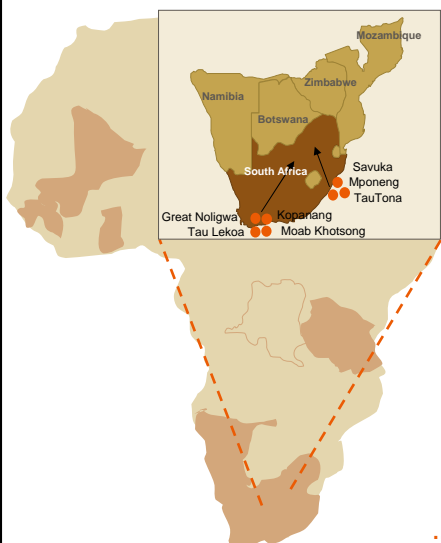 Mozambique
Zimbabwe
Namibia
Botswana
South Africa
Savuka
Mponeng
TauTona
Great Noligwa Kopanang
Tau Lekoa Moab Khotsong